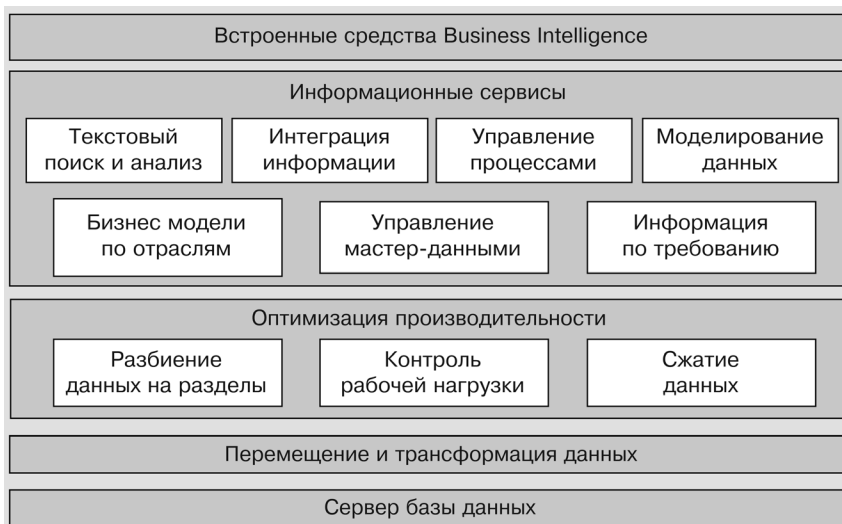 Встроенные средства Business Intelligence
Информационные сервисы
Текстовый
поиск и анализ
Интеграция
информации
Управление
процессами
Моделирование
данных
Бизнес модели
по отраслям
Управление
мастер-данными
Информация
по требованию
Оптимизация производительности
Разбиение
данных на разделы
Контроль
рабочей нагрузки
Сжатие
данных
Перемещение и трансформация данных
Сервер базы данных